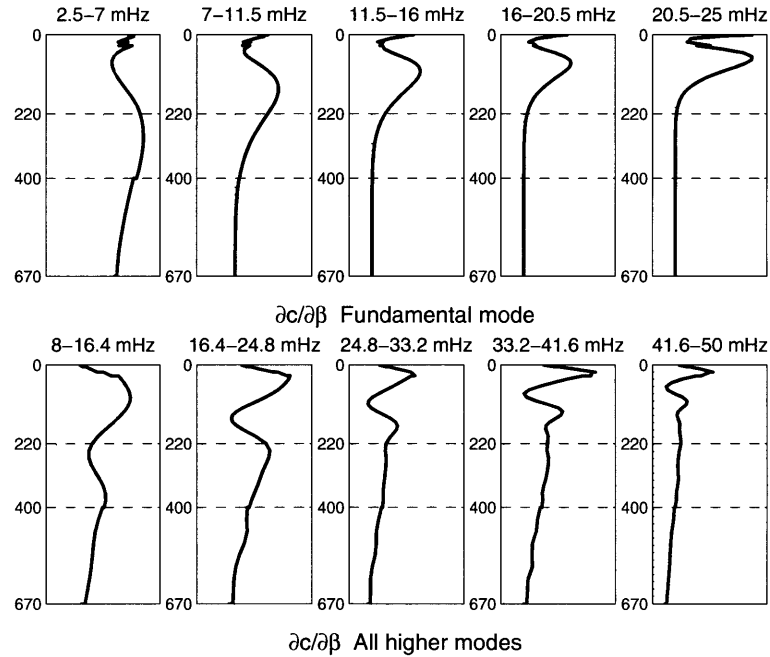 2.5−7 mHz 7−11.5 mHz 11.5−16 mHz 16−20.5 mHz 20.5−25 mHz
0 0 0 0 0
220 220 220 220 220
400 400 400 400 400
670 670 670 670 670
∂c/∂β Fundamental mode
8−16.4 mHz 16.4−24.8 mHz 24.8−33.2 mHz 33.2−41.6 mHz 41.6−50 mHz
0 0 0 0 0
220 220 220 220 220
400 400 400 400 400
670 670 670 670 670
∂c/∂β All higher modes